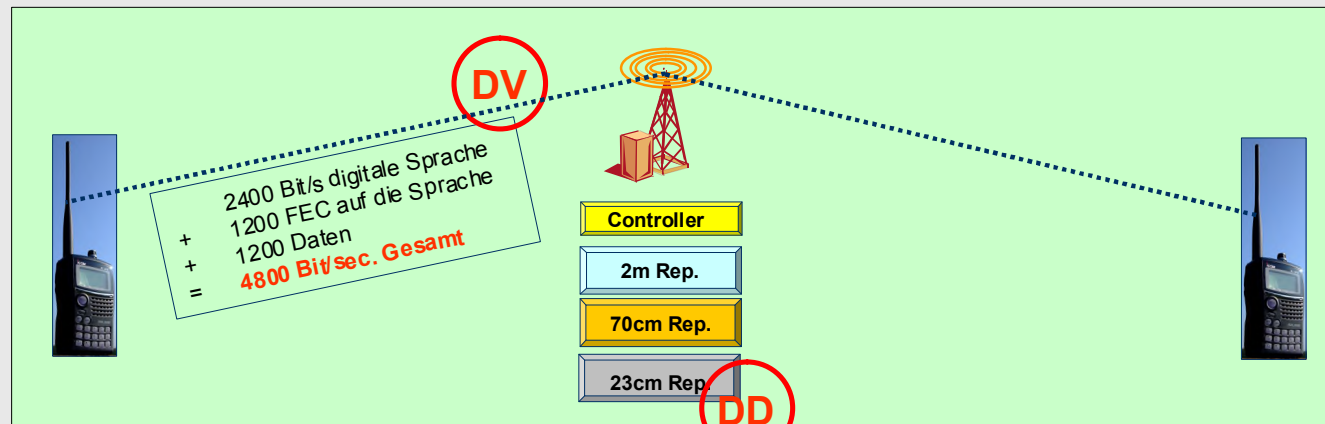 DV
2400 Bit/s digitale Sprache
+ 1200 FEC auf die Sprache
+ 1200 Daten
= 4800 Bit/sec. Gesamt
Controller
2m Rep.
70cm Rep.
23cm Rep.
DD